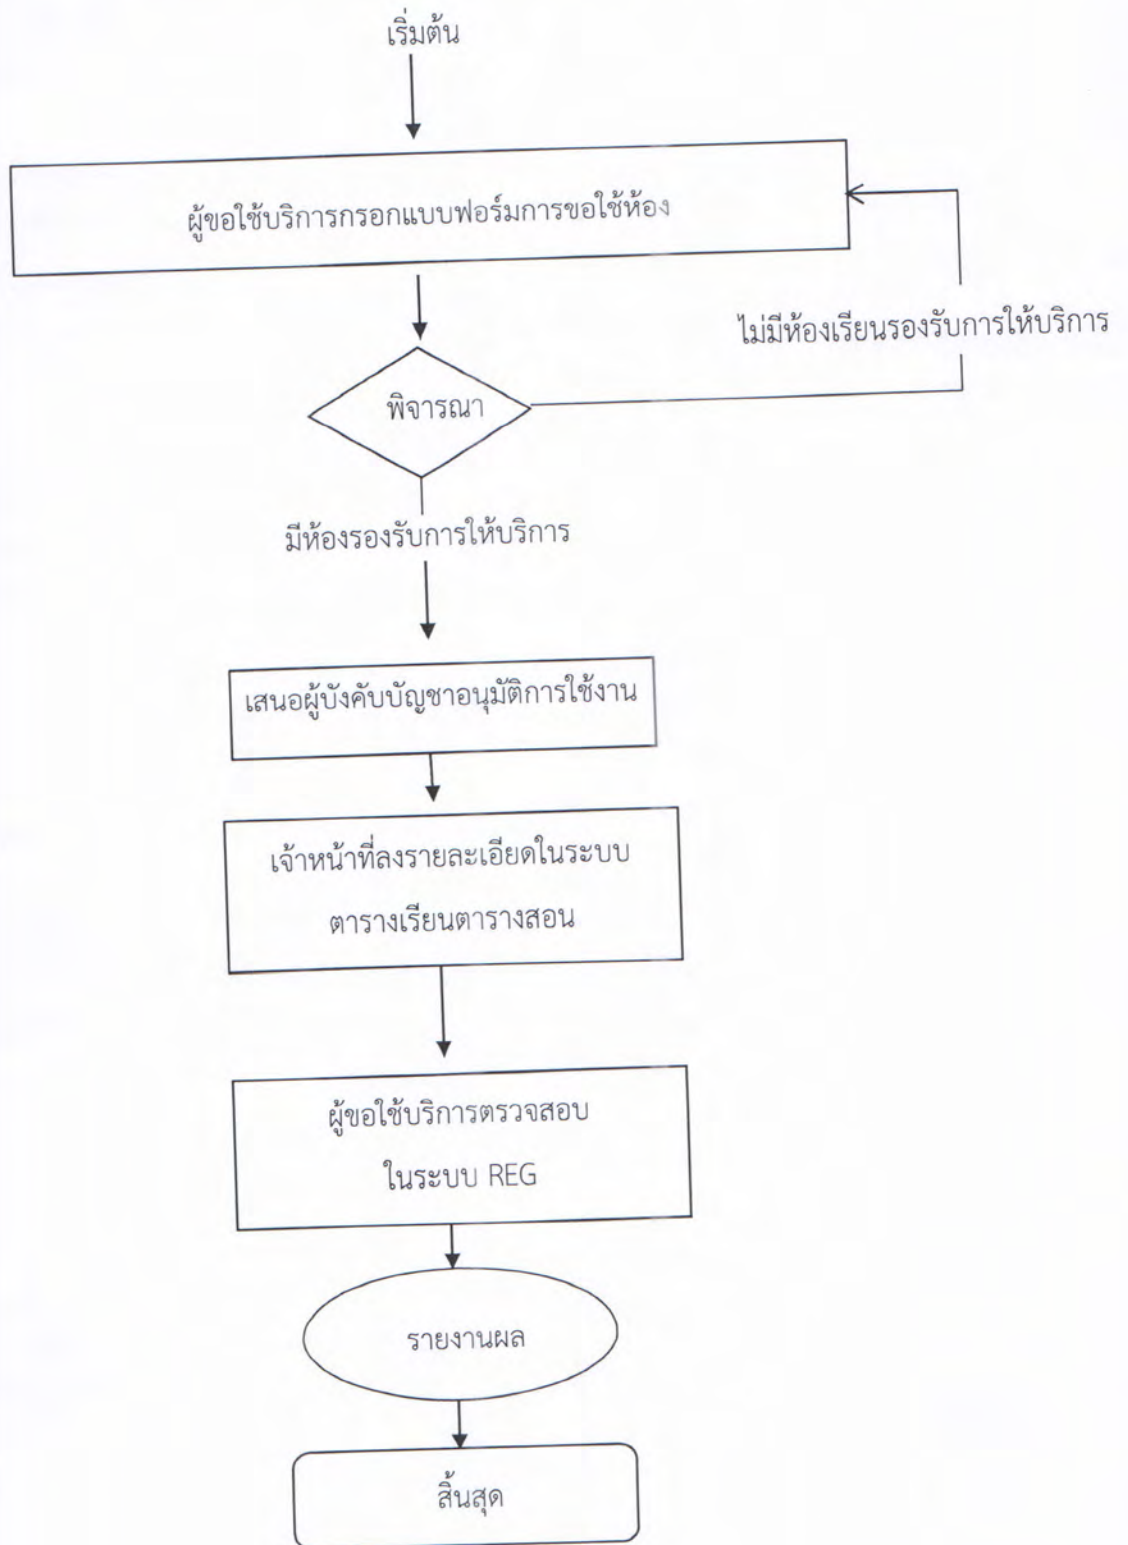 เริ่มต้น
ผู้ขอใช้บริการกรอกแบบฟอร์มการขอใช้ห้อง
ไม่มีห้องเรียนรองรับการให้บริการ
พิจารณา
มีห้องรองรับการให้บริการ
เสนอผู้บังคับบัญชาอนุมัติการใช้งาน
เจ้าหน้าที่ลงรายละเอียดในระบบ
ตารางเรียนตารางสอน
ผู้ขอใช้บริการตรวจสอบ
ในระบบ REG
รายงานผล
สิ้นสุด